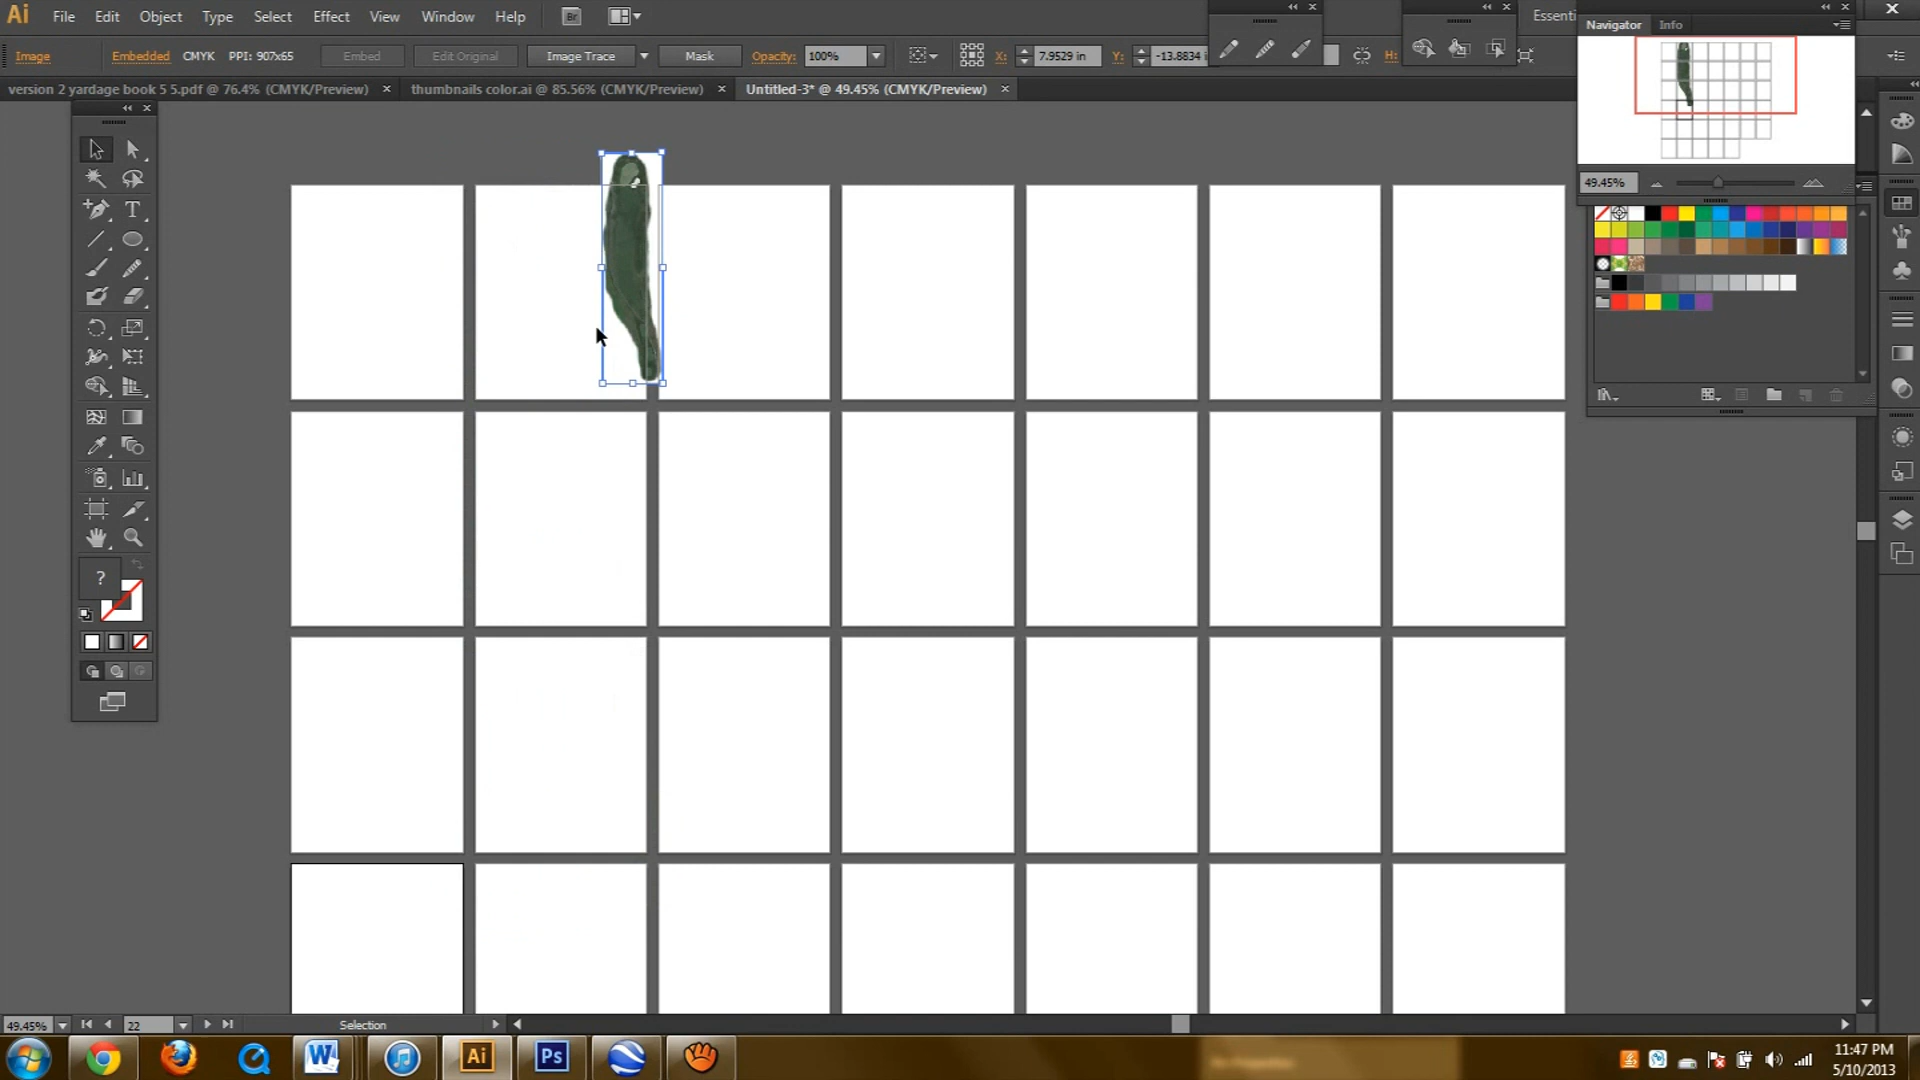 Ai File Edit Object Type Select Effect View Window Help Br Essenti
Image Embedded CMYK PPI: 907x65 Embed Edit Original Image Trace Mask Opacity: 100% X: 7.9529 in Y: -13.8834 i H:
version 2 yardage book 5 5.pdf @ 76.4% (CMYK/Preview) × thumbnails color.ai @ 85.56% (CMYK/Preview) × Untitled-3* @ 49.45% (CMYK/Preview) ×
Navigator Info
49.45%
T
?
49.45% 22 Selection
W Ai Ps
11:47 PM
5/10/2013